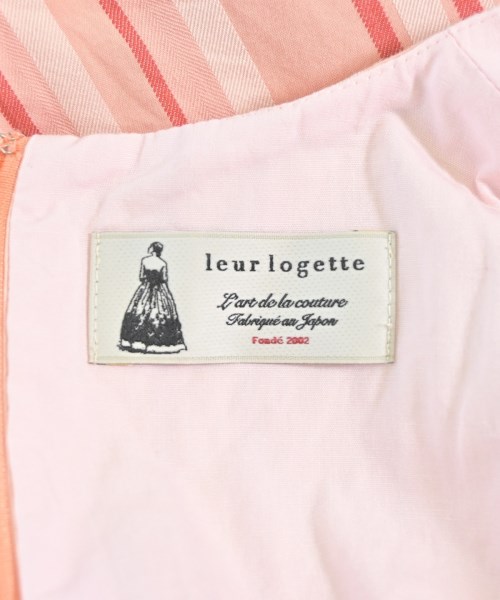 leur logette
L'art de la couture
Fabriqué au Japon
Fondé 2002